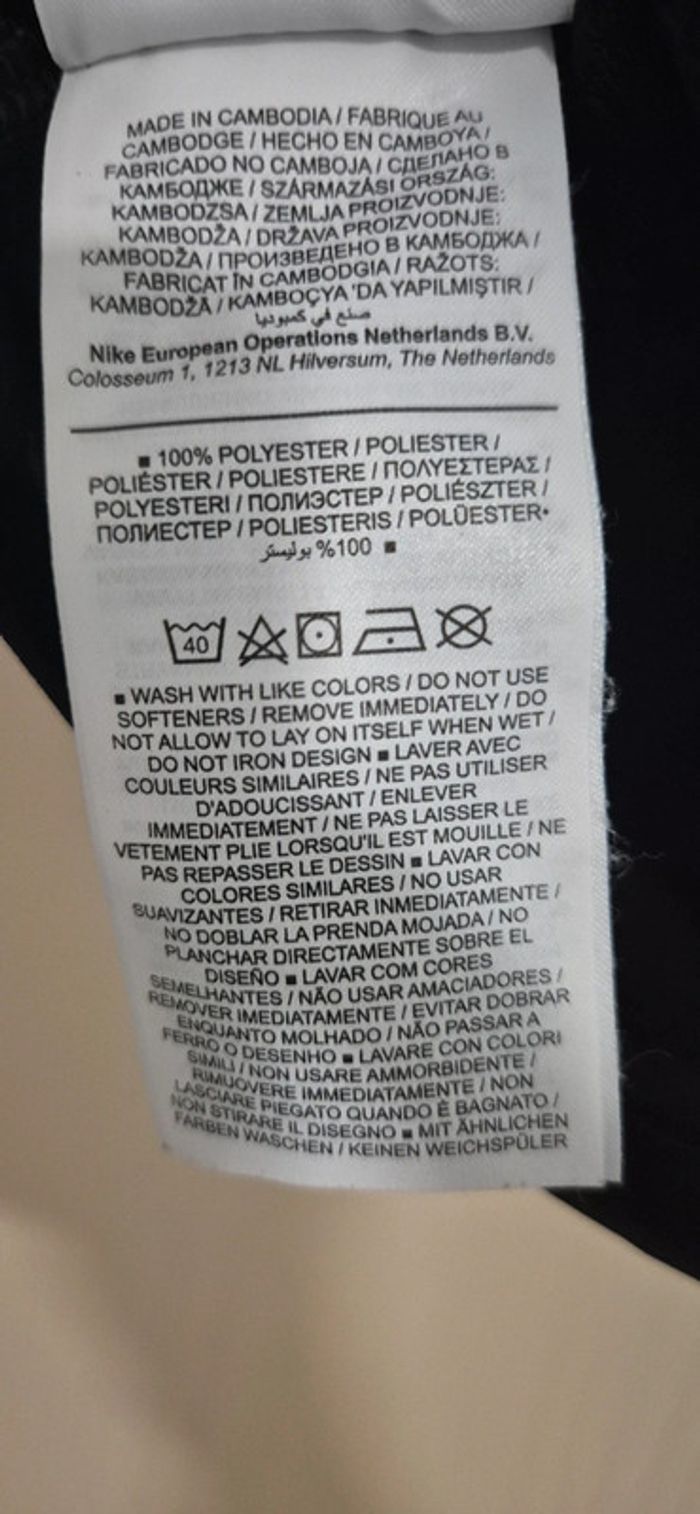 MADE IN CAMBODIA / FABRIQUE AU
CAMBODGE / HECHO EN CAMBOYA /
FABRICADO NO CAMBOJA / СДЕЛАНО В
КАМБОДЖЕ / SZÁRMAZÁSI ORSZÁG:
KAMBODZSA / ZEMLJA PROIZVODNJE:
KAMBODŽA / DRŽAVA PROIZVODNJE:
KAMBODŽA / ПРОИЗВЕДЕНО В КАМБОДЖА /
FABRICAT ÎN CAMBODGIA / RAŽOTS:
KAMBODŽĀ / KAMBOÇYA 'DA YAPILMIŞTIR /
صنع في كمبوديا
Nike European Operations Netherlands B.V.
Colosseum 1, 1213 NL Hilversum, The Netherlands
■ 100% POLYESTER / POLIESTER /
POLIÉSTER / POLIESTERE / ΠΟΛΥΕΣΤΕΡΑΣ /
POLYESTERI / ПОЛИЭСТЕР / POLIÉSZTER /
ПОЛИЕСТЕР / POLIESTERIS / POLÜESTER•
■ 100% بوليستر
40
■ WASH WITH LIKE COLORS / DO NOT USE
SOFTENERS / REMOVE IMMEDIATELY / DO
NOT ALLOW TO LAY ON ITSELF WHEN WET /
DO NOT IRON DESIGN ■ LAVER AVEC
COULEURS SIMILAIRES / NE PAS UTILISER
D'ADOUCISSANT / ENLEVER
IMMEDIATEMENT / NE PAS LAISSER LE
VETEMENT PLIE LORSQU'IL EST MOUILLE / NE
PAS REPASSER LE DESSIN ■ LAVAR CON
COLORES SIMILARES / NO USAR
SUAVIZANTES / RETIRAR INMEDIATAMENTE /
NO DOBLAR LA PRENDA MOJADA / NO
PLANCHAR DIRECTAMENTE SOBRE EL
DISEÑO ■ LAVAR COM CORES
SEMELHANTES / NÃO USAR AMACIADORES /
REMOVER IMEDIATAMENTE / EVITAR DOBRAR
ENQUANTO MOLHADO / NÃO PASSAR A
FERRO O DESENHO ■ LAVARE CON COLORI
SIMILI / NON USARE AMMORBIDENTE /
RIMUOVERE IMMEDIATAMENTE / NON
LASCIARE PIEGATO QUANDO È BAGNATO /
NON STIRARE IL DISEGNO ■ MIT ÄHNLICHEN
FARBEN WASCHEN / KEINEN WEICHSPÜLER